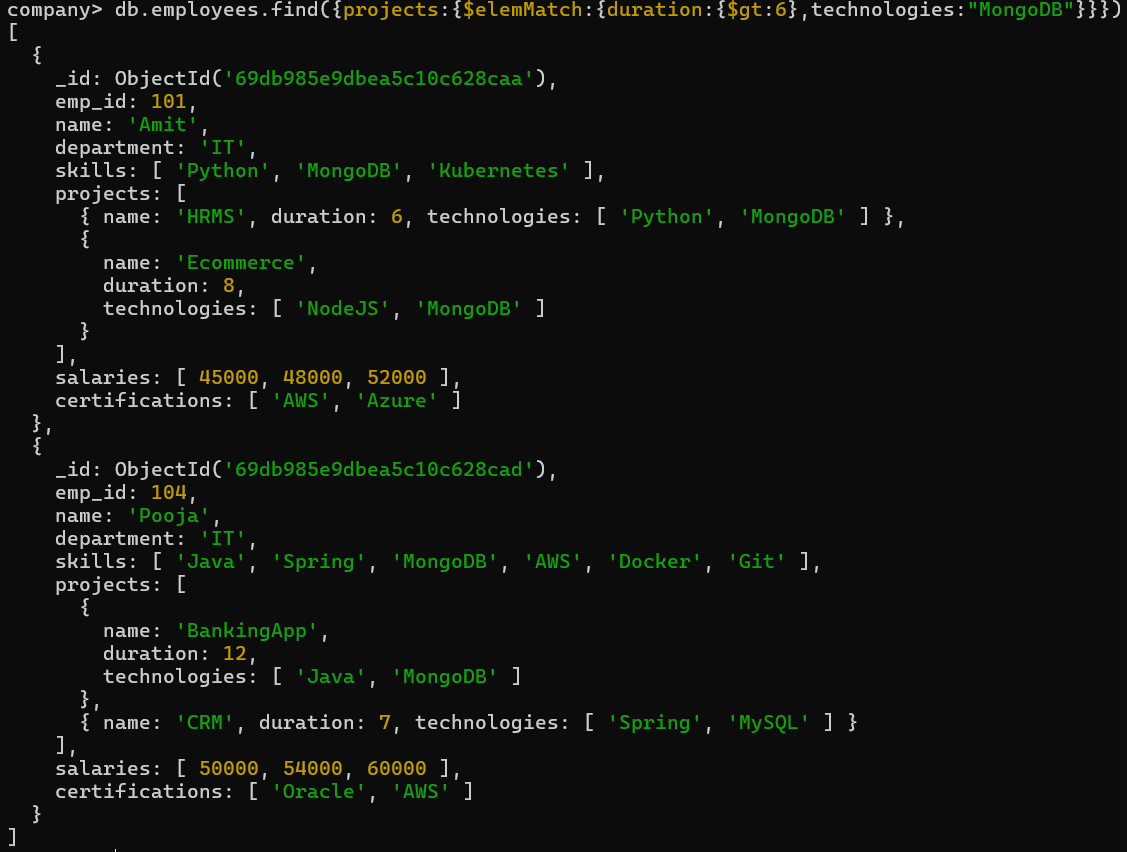 company> db.employees.find({projects:{$elemMatch:{duration:{$gt:6},technologies:"MongoDB"}}})
[
  {
    _id: ObjectId('69db985e9dbea5c10c628caa'),
    emp_id: 101,
    name: 'Amit',
    department: 'IT',
    skills: [ 'Python', 'MongoDB', 'Kubernetes' ],
    projects: [
      { name: 'HRMS', duration: 6, technologies: [ 'Python', 'MongoDB' ] },
      {
        name: 'Ecommerce',
        duration: 8,
        technologies: [ 'NodeJS', 'MongoDB' ]
      }
    ],
    salaries: [ 45000, 48000, 52000 ],
    certifications: [ 'AWS', 'Azure' ]
  },
  {
    _id: ObjectId('69db985e9dbea5c10c628cad'),
    emp_id: 104,
    name: 'Pooja',
    department: 'IT',
    skills: [ 'Java', 'Spring', 'MongoDB', 'AWS', 'Docker', 'Git' ],
    projects: [
      {
        name: 'BankingApp',
        duration: 12,
        technologies: [ 'Java', 'MongoDB' ]
      },
      { name: 'CRM', duration: 7, technologies: [ 'Spring', 'MySQL' ] }
    ],
    salaries: [ 50000, 54000, 60000 ],
    certifications: [ 'Oracle', 'AWS' ]
  }
]